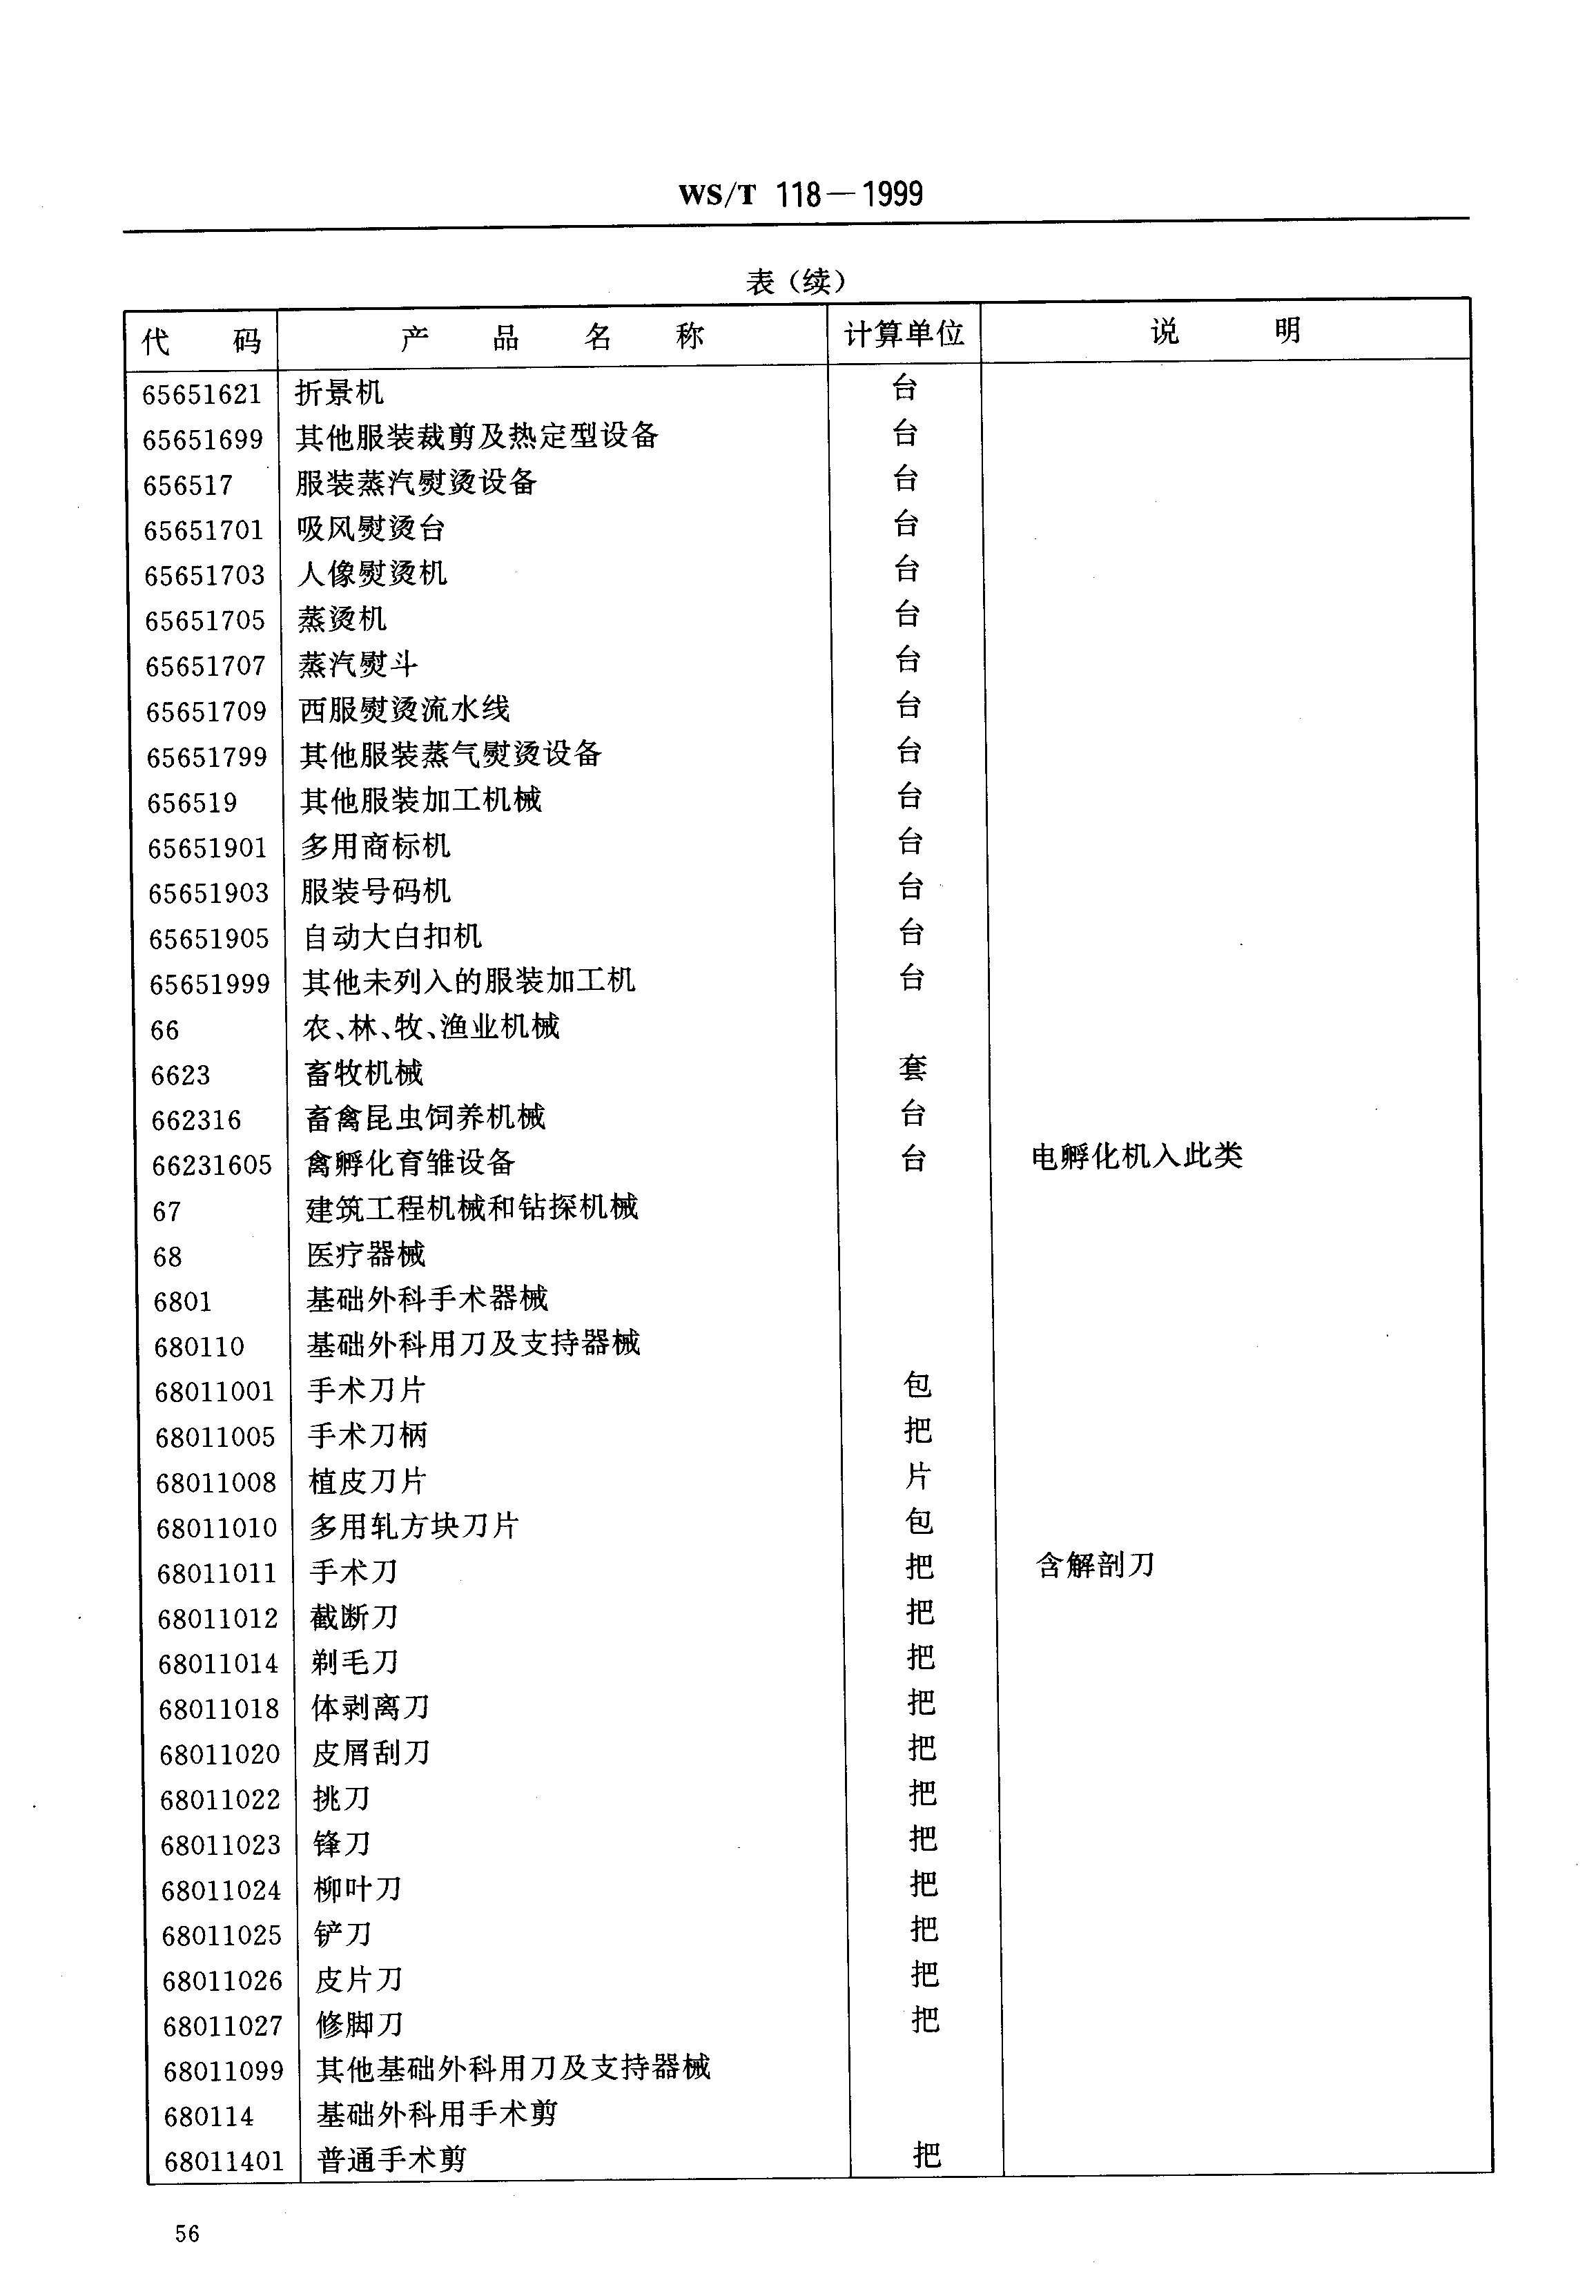 WS/T 118—1999
表（续）
代 码 产 品 名 称 计算单位 说 明
65651621 折景机 台
65651699 其他服装裁剪及热定型设备 台
656517 服装蒸汽熨烫设备 台
65651701 吸风熨烫台 台
65651703 人像熨烫机 台
65651705 蒸烫机 台
65651707 蒸汽熨斗 台
65651709 西服熨烫流水线 台
65651799 其他服装蒸气熨烫设备 台
656519 其他服装加工机械 台
65651901 多用商标机 台
65651903 服装号码机 台
65651905 自动大白扣机 台
65651999 其他未列入的服装加工机 台
66 农、林、牧、渔业机械
6623 畜牧机械 套
662316 畜禽昆虫饲养机械 台
66231605 禽孵化育雏设备 台 电孵化机入此类
67 建筑工程机械和钻探机械
68 医疗器械
6801 基础外科手术器械
680110 基础外科用刀及支持器械
68011001 手术刀片 包
68011005 手术刀柄 把
68011008 植皮刀片 片
68011010 多用轧方块刀片 包
68011011 手术刀 把 含解剖刀
68011012 截断刀 把
68011014 剃毛刀 把
68011018 体剥离刀 把
68011020 皮屑刮刀 把
68011022 挑刀 把
68011023 锋刀 把
68011024 柳叶刀 把
68011025 铲刀 把
68011026 皮片刀 把
68011027 修脚刀 把
68011099 其他基础外科用刀及支持器械
680114 基础外科用手术剪
68011401 普通手术剪 把
56